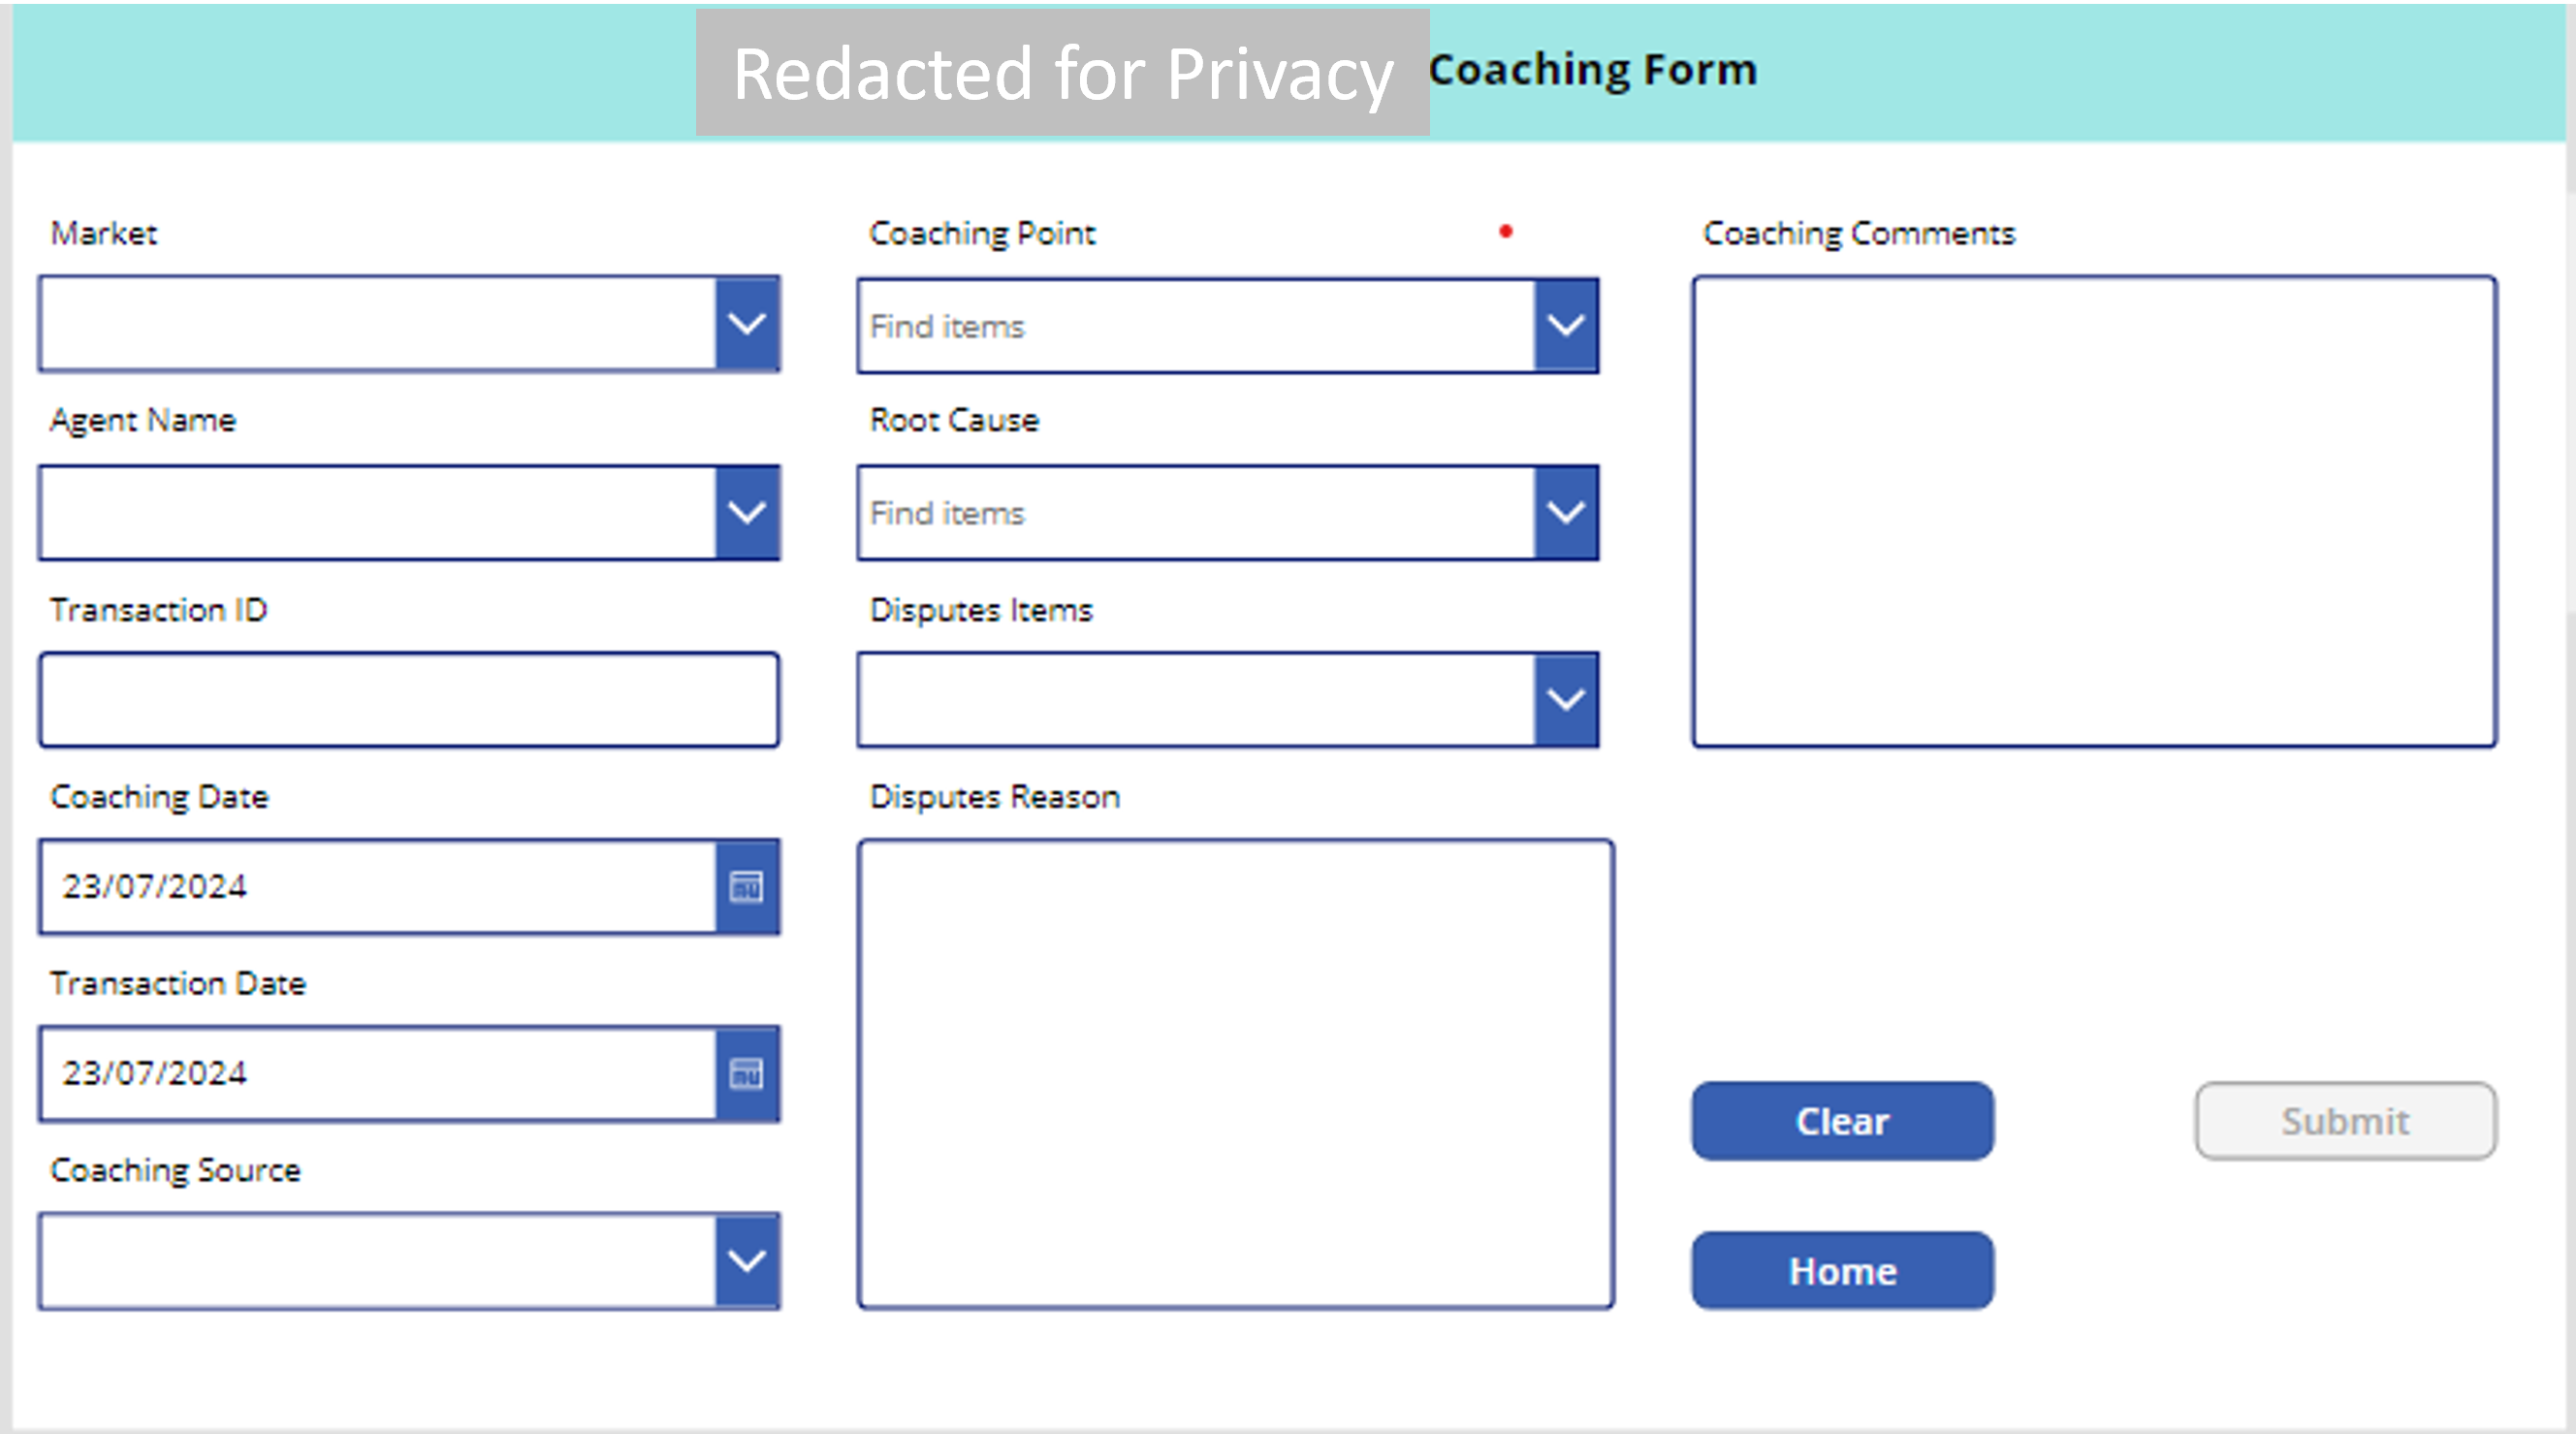 Redacted for Privacy Coaching Form
Market
Agent Name
Transaction ID
Coaching Date
23/07/2024
Transaction Date
23/07/2024
Coaching Source
Coaching Point
Find items
Root Cause
Find items
Disputes Items
Disputes Reason
Coaching Comments
Clear
Submit
Home